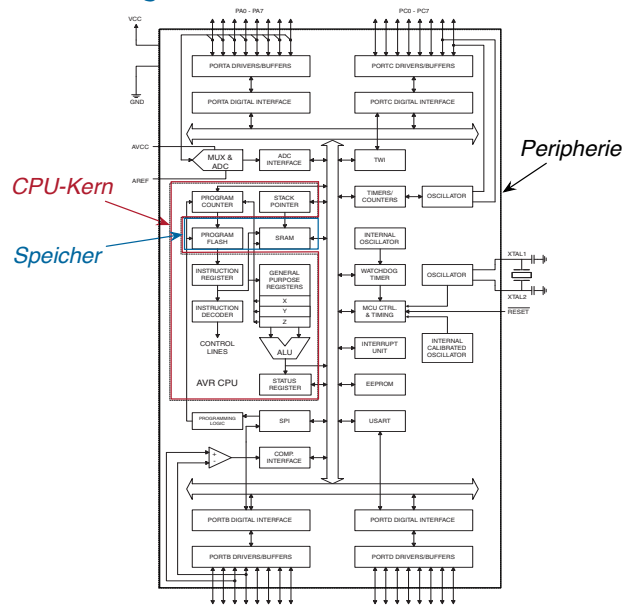 PA0 - PA7
PC0 - PC7
VCC
GND
PORTA DRIVERS/BUFFERS
PORTC DRIVERS/BUFFERS
PORTA DIGITAL INTERFACE
PORTC DIGITAL INTERFACE
AVCC
MUX &
ADC
ADC
INTERFACE
TWI
AREF
Peripherie
CPU-Kern
PROGRAM
COUNTER
STACK
POINTER
TIMERS/
COUNTERS
OSCILLATOR
Speicher
PROGRAM
FLASH
SRAM
INTERNAL
OSCILLATOR
XTAL1
INSTRUCTION
REGISTER
GENERAL
PURPOSE
REGISTERS
WATCHDOG
TIMER
OSCILLATOR
XTAL2
X
Y
Z
INSTRUCTION
DECODER
MCU CTRL.
& TIMING
RESET
CONTROL
LINES
ALU
INTERRUPT
UNIT
INTERNAL
CALIBRATED
OSCILLATOR
AVR CPU
STATUS
REGISTER
EEPROM
PROGRAMMING
LOGIC
SPI
USART
+
-
COMP.
INTERFACE
PORTB DIGITAL INTERFACE
PORTD DIGITAL INTERFACE
PORTB DRIVERS/BUFFERS
PORTD DRIVERS/BUFFERS